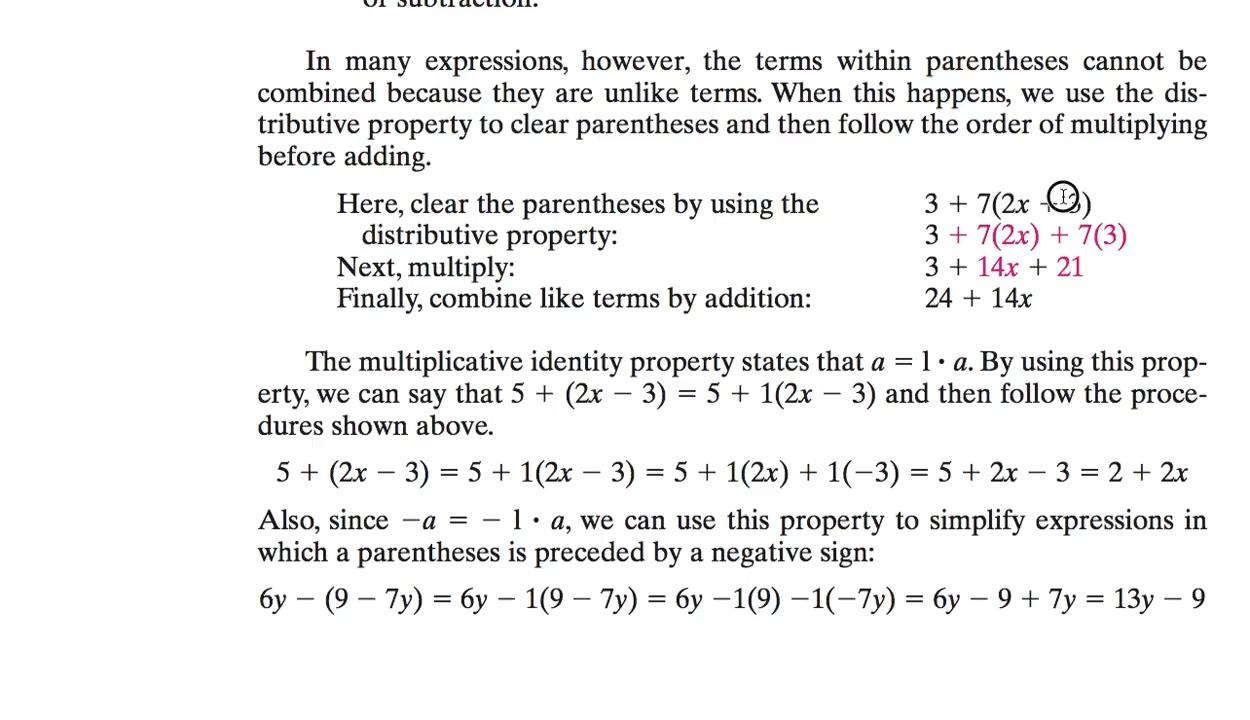 or subtraction.
In many expressions, however, the terms within parentheses cannot be
combined because they are unlike terms. When this happens, we use the dis-
tributive property to clear parentheses and then follow the order of multiplying
before adding.
Here, clear the parentheses by using the 3 + 7(2x + 3)
distributive property: 3 + 7(2x) + 7(3)
Next, multiply: 3 + 14x + 21
Finally, combine like terms by addition: 24 + 14x
The multiplicative identity property states that a = 1 · a. By using this prop-
erty, we can say that 5 + (2x − 3) = 5 + 1(2x − 3) and then follow the proce-
dures shown above.
5 + (2x − 3) = 5 + 1(2x − 3) = 5 + 1(2x) + 1(−3) = 5 + 2x − 3 = 2 + 2x
Also, since −a = − 1 · a, we can use this property to simplify expressions in
which a parentheses is preceded by a negative sign:
6y − (9 − 7y) = 6y − 1(9 − 7y) = 6y −1(9) −1(−7y) = 6y − 9 + 7y = 13y − 9